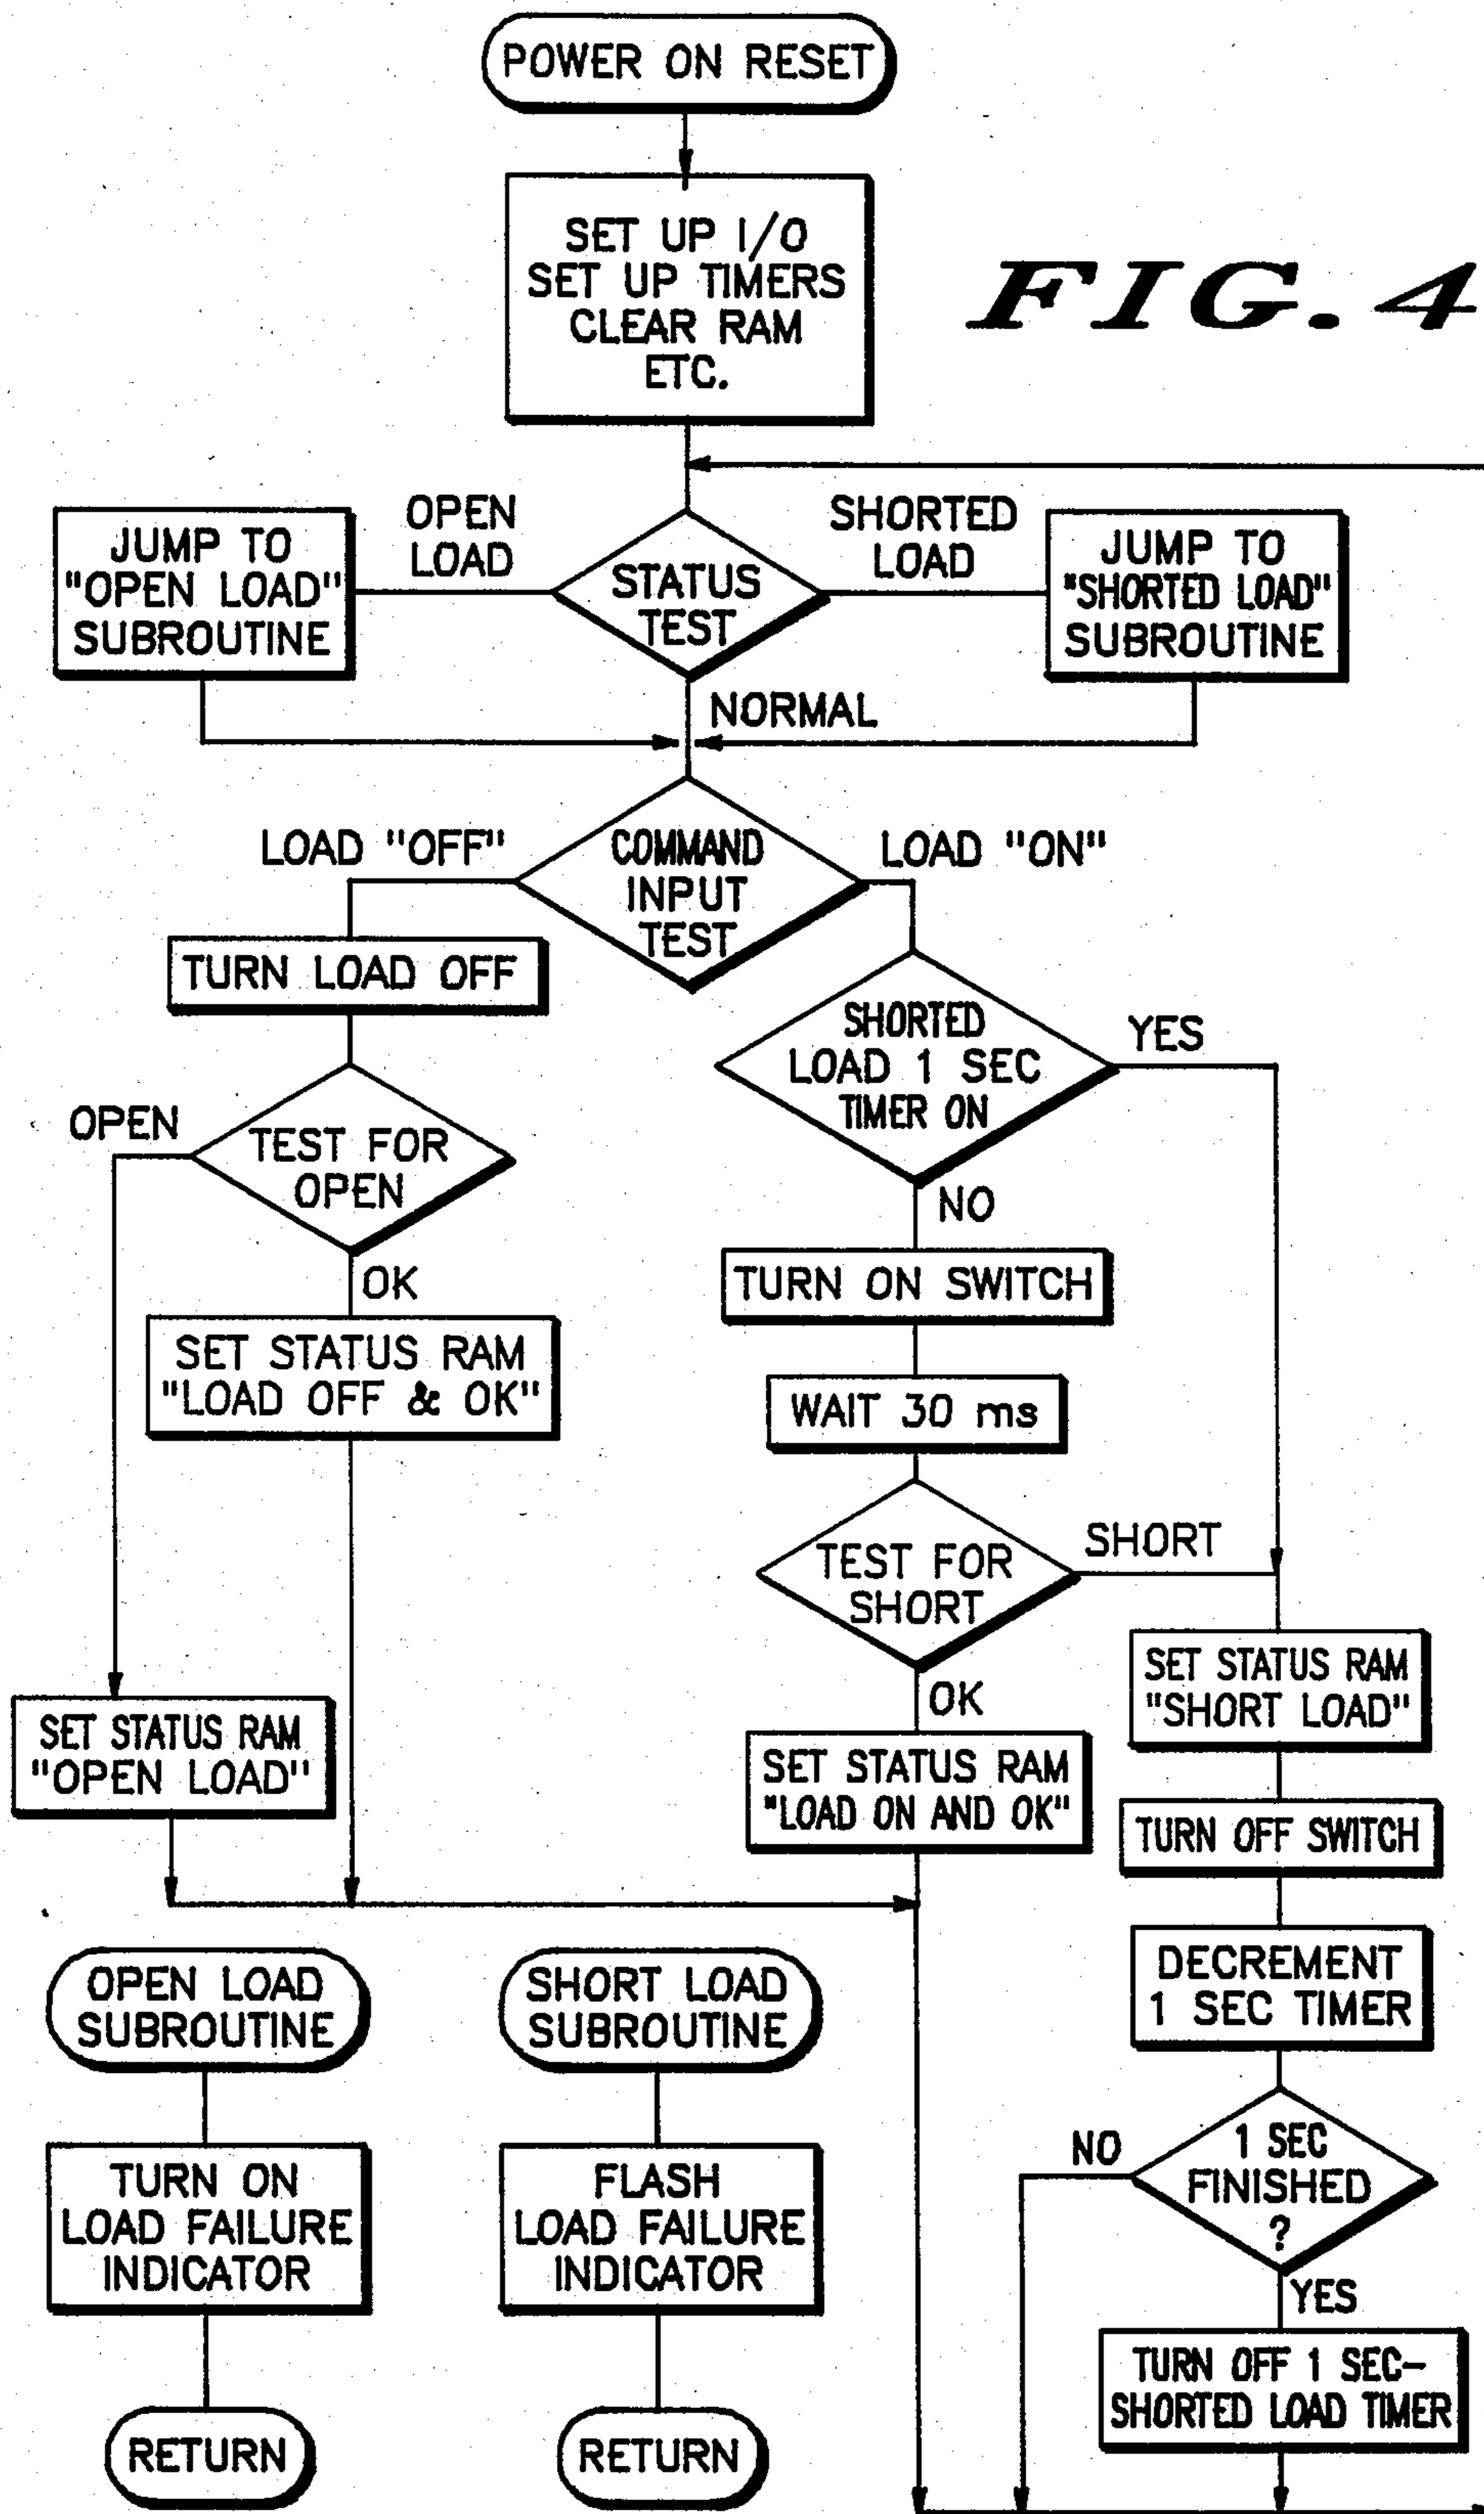 POWER ON RESET
SET UP I/O
SET UP TIMERS
CLEAR RAM
ETC.
FIG. 4
OPEN
LOAD
SHORTED
LOAD
JUMP TO
"OPEN LOAD"
SUBROUTINE
STATUS
TEST
JUMP TO
"SHORTED LOAD"
SUBROUTINE
NORMAL
LOAD "OFF"
COMMAND
INPUT
TEST
LOAD "ON"
TURN LOAD OFF
SHORTED
LOAD 1 SEC
TIMER ON
YES
OPEN
TEST FOR
OPEN
NO
OK
TURN ON SWITCH
SET STATUS RAM
"LOAD OFF & OK"
WAIT 30 ms
TEST FOR
SHORT
SHORT
OK
SET STATUS RAM
"SHORT LOAD"
SET STATUS RAM
"OPEN LOAD"
SET STATUS RAM
"LOAD ON AND OK"
TURN OFF SWITCH
DECREMENT
1 SEC TIMER
OPEN LOAD
SUBROUTINE
SHORT LOAD
SUBROUTINE
NO
1 SEC
FINISHED
?
YES
TURN ON
LOAD FAILURE
INDICATOR
FLASH
LOAD FAILURE
INDICATOR
TURN OFF 1 SEC-
SHORTED LOAD TIMER
RETURN
RETURN